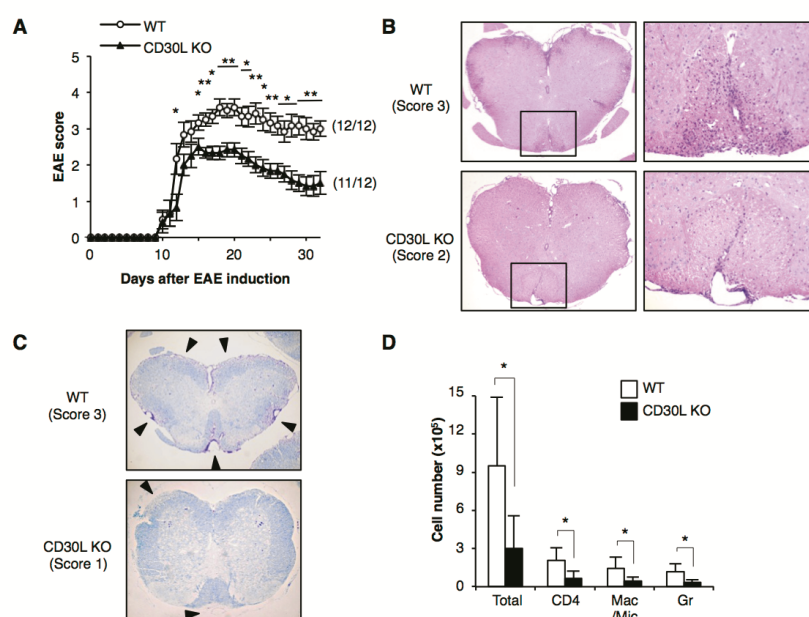 A
WT
CD30L KO
EAE score
5
4
3
2
1
0
* * ** * ** * ** * ** * **
(12/12)
(11/12)
0 10 20 30
Days after EAE induction
B
WT
(Score 3)
CD30L KO
(Score 2)
C
WT
(Score 3)
CD30L KO
(Score 1)
D
WT
CD30L KO
Cell number (x10⁵)
15
12
9
6
3
0
* * * *
Total CD4 Mac Gr
/Mic